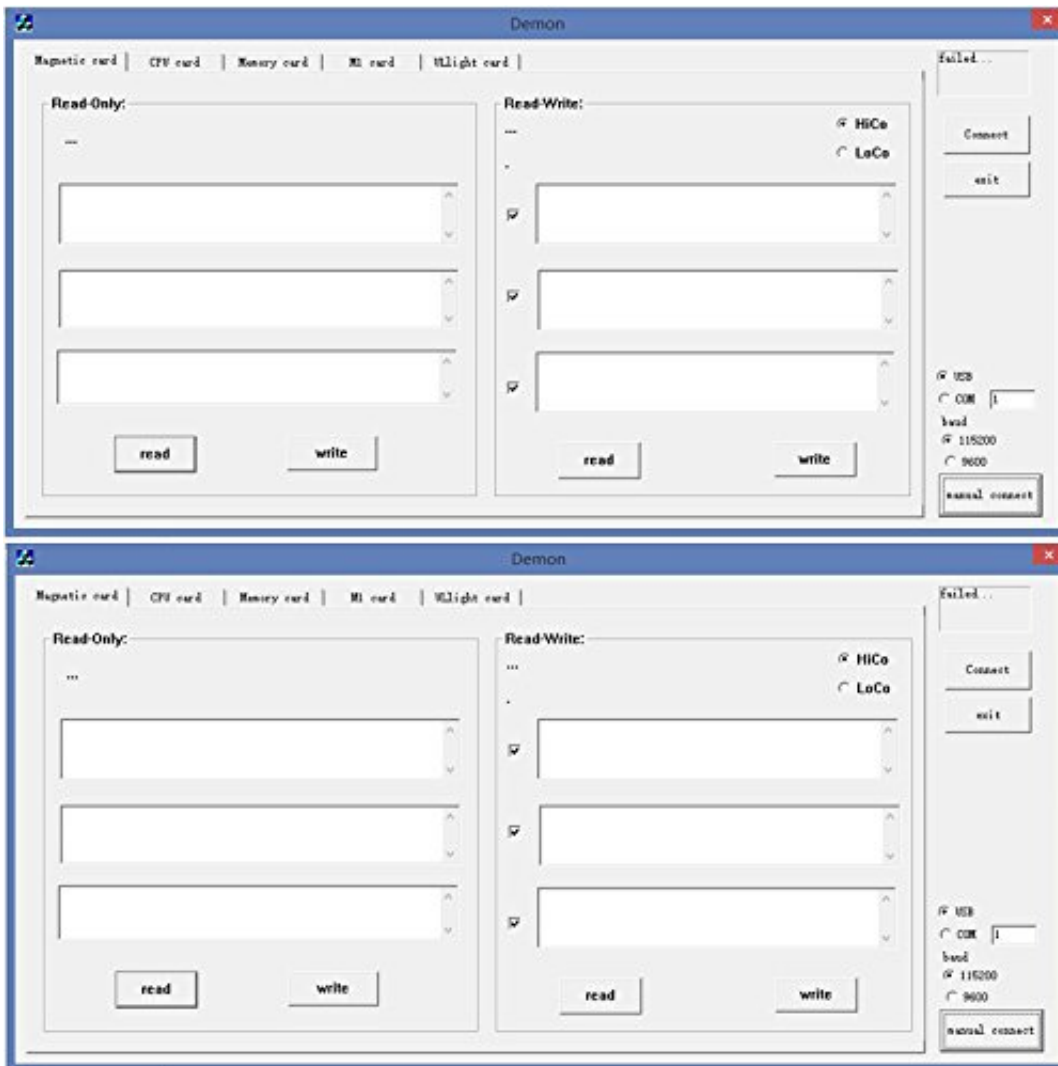 Demon
Magnetic card CPU card Memory card M1 card ULlight card
failed...
Read-Only:
...
Read-Write:
...
.
HiCo
LoCo
Connect
exit
read
write
read
write
USB
COM 1
baud
115200
9600
manual connect
Demon
Magnetic card CPU card Memory card M1 card ULlight card
failed...
Read-Only:
...
Read-Write:
...
.
HiCo
LoCo
Connect
exit
read
write
read
write
USB
COM 1
baud
115200
9600
manual connect